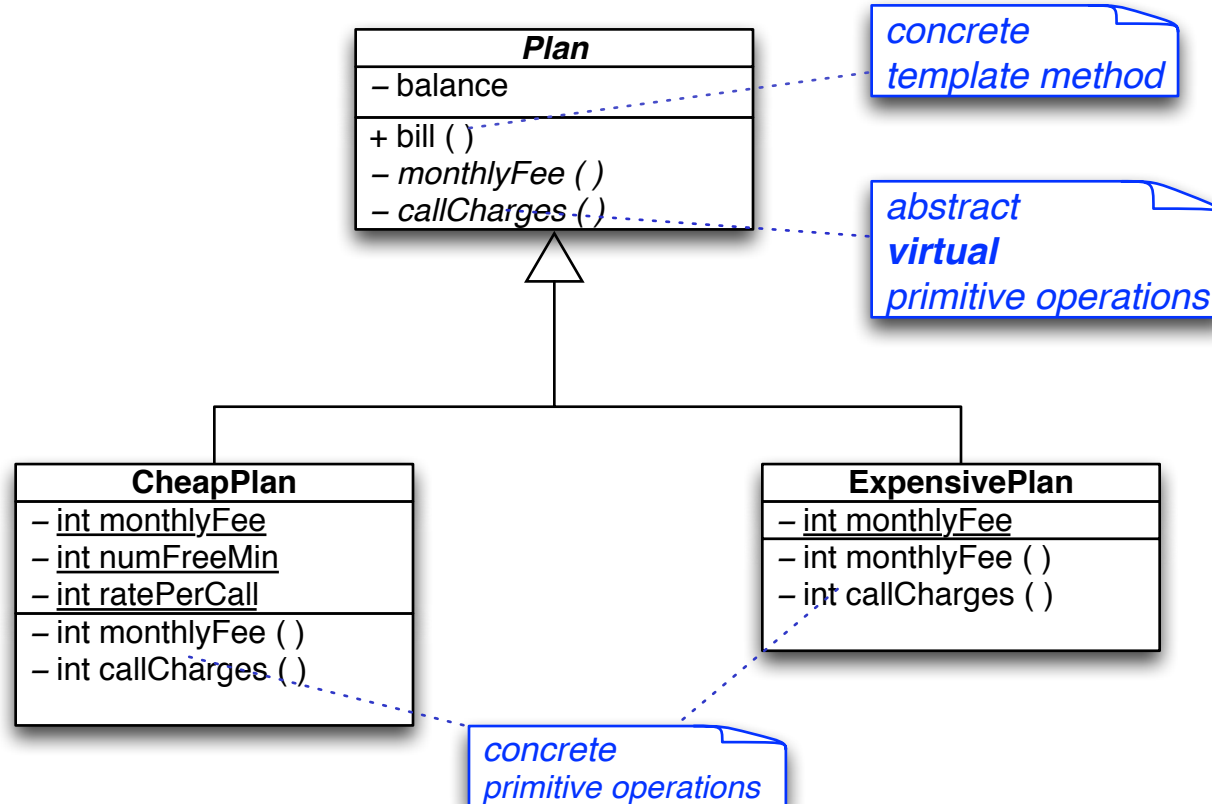 Plan
– balance
+ bill ( )
– monthlyFee ( )
– callCharges ( )
concrete
template method
abstract
virtual
primitive operations
CheapPlan
– int monthlyFee
– int numFreeMin
– int ratePerCall
– int monthlyFee ( )
– int callCharges ( )
ExpensivePlan
– int monthlyFee
– int monthlyFee ( )
– int callCharges ( )
concrete
primitive operations